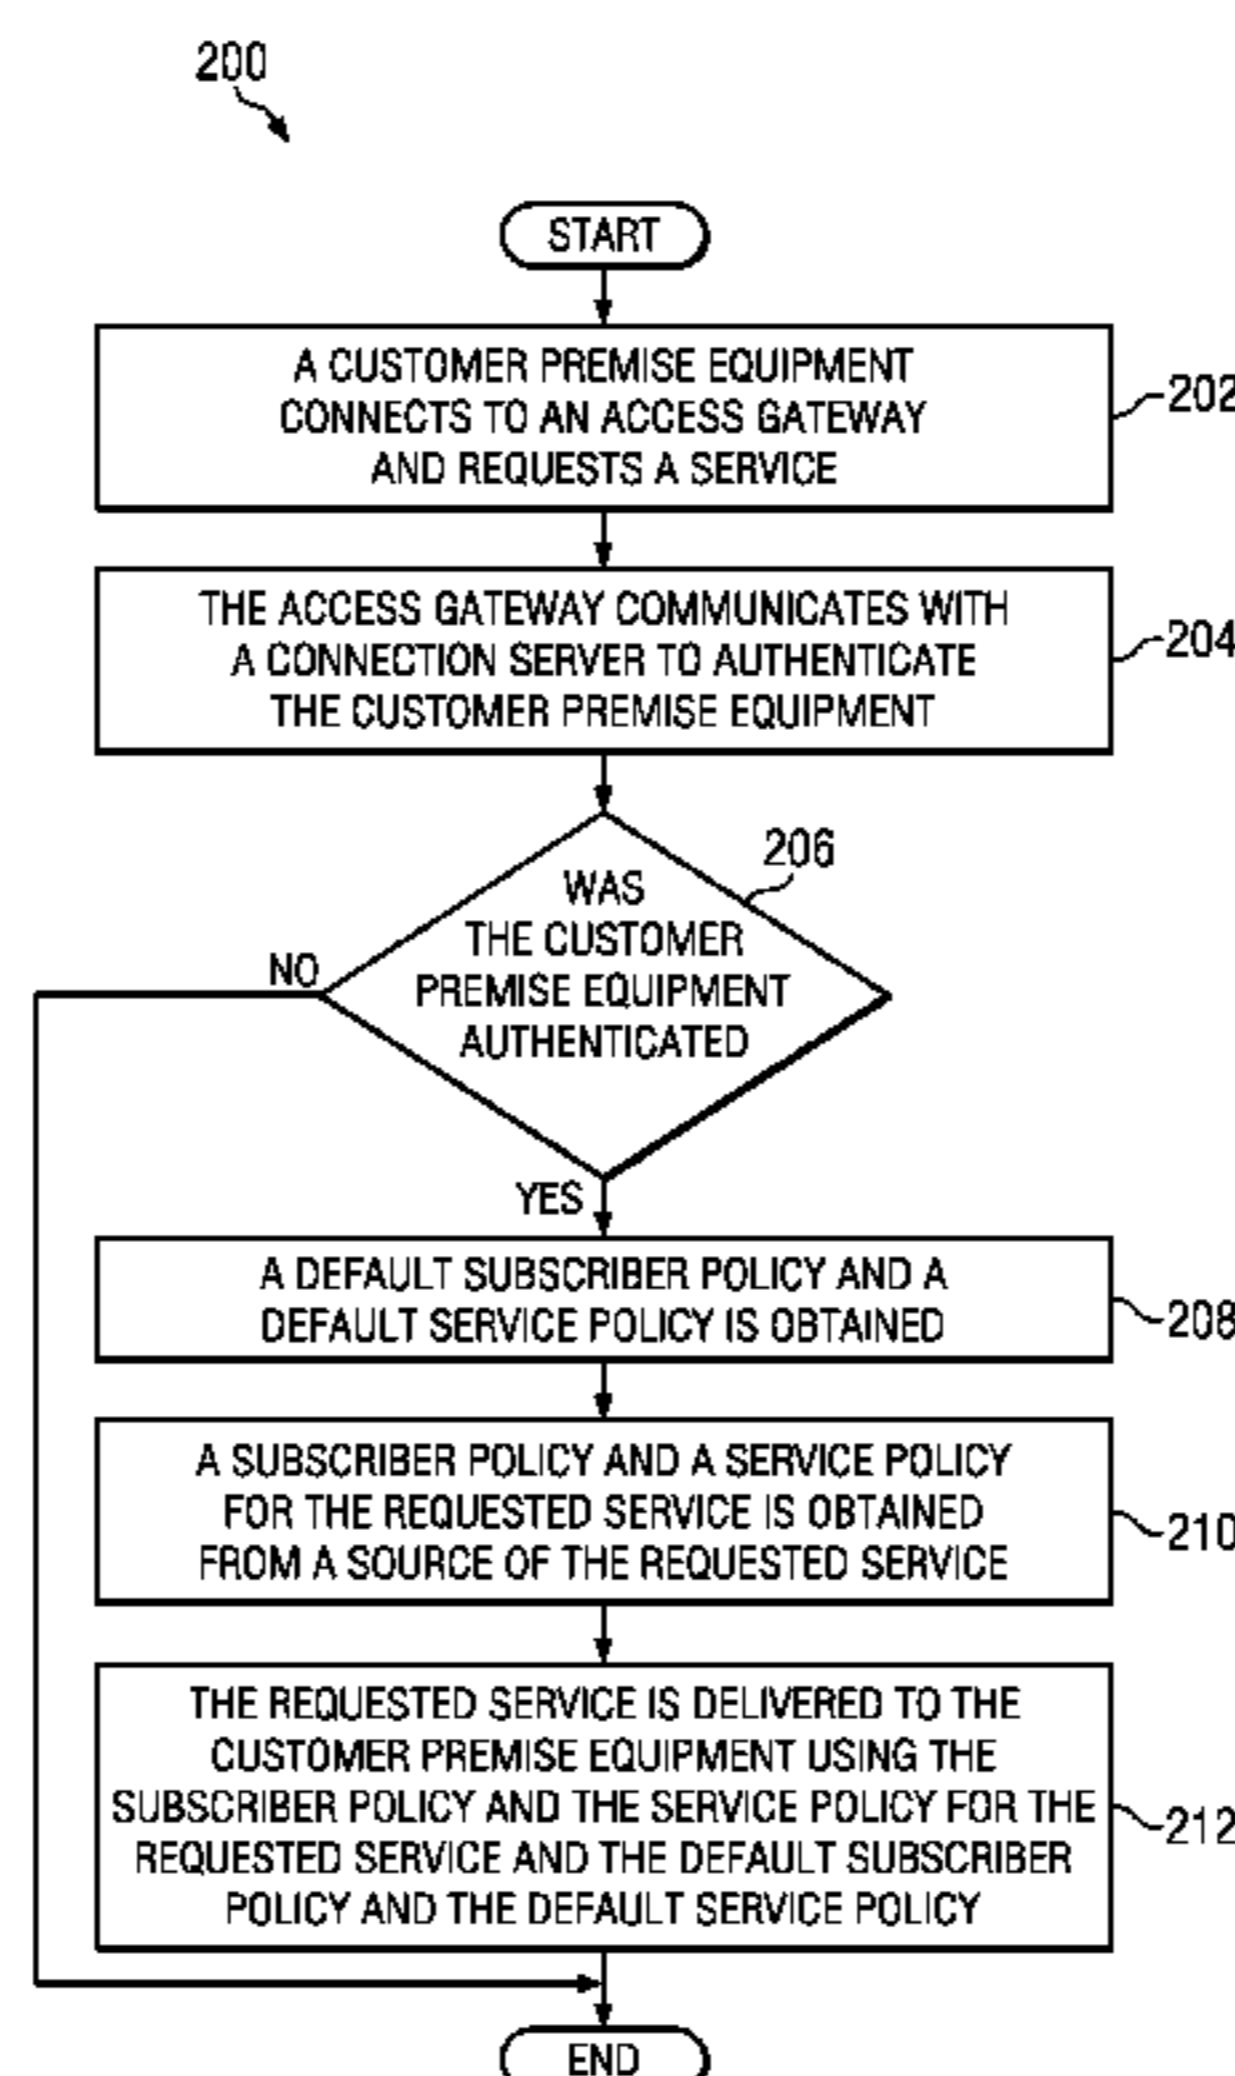 200
START
A CUSTOMER PREMISE EQUIPMENT
CONNECTS TO AN ACCESS GATEWAY
AND REQUESTS A SERVICE
202
THE ACCESS GATEWAY COMMUNICATES WITH
A CONNECTION SERVER TO AUTHENTICATE
THE CUSTOMER PREMISE EQUIPMENT
204
206
WAS
THE CUSTOMER
PREMISE EQUIPMENT
AUTHENTICATED
NO
YES
A DEFAULT SUBSCRIBER POLICY AND A
DEFAULT SERVICE POLICY IS OBTAINED
208
A SUBSCRIBER POLICY AND A SERVICE POLICY
FOR THE REQUESTED SERVICE IS OBTAINED
FROM A SOURCE OF THE REQUESTED SERVICE
210
THE REQUESTED SERVICE IS DELIVERED TO THE
CUSTOMER PREMISE EQUIPMENT USING THE
SUBSCRIBER POLICY AND THE SERVICE POLICY FOR THE
REQUESTED SERVICE AND THE DEFAULT SUBSCRIBER
POLICY AND THE DEFAULT SERVICE POLICY
212
END